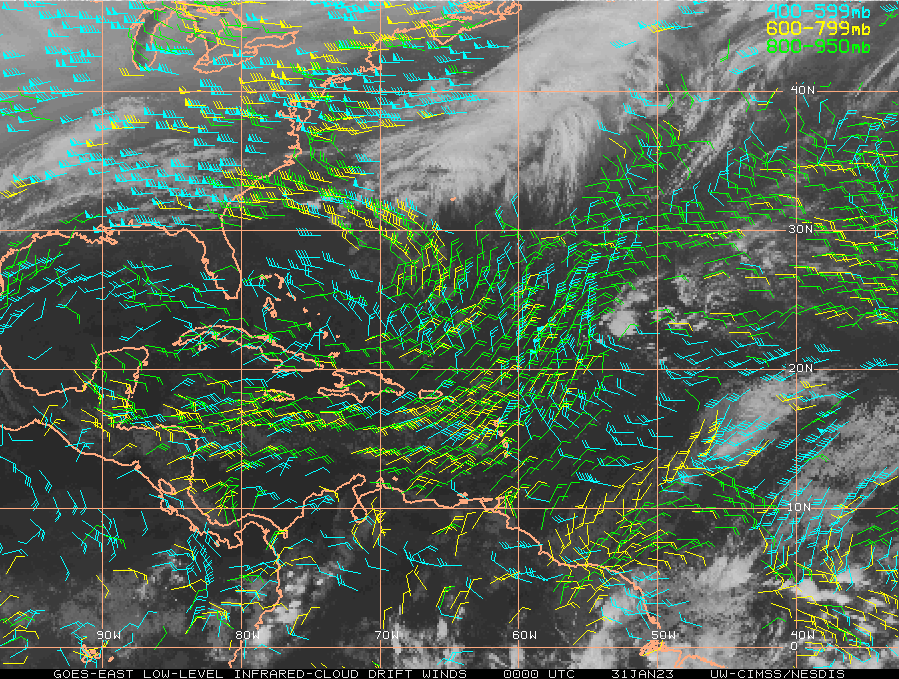 400-599mb
600-799mb
800-950mb
40N
30N
20N
10N
90W 80W 70W 60W 50W 40W
0
GOES-EAST LOW-LEVEL INFRARED-CLOUD DRIFT WINDS 0000 UTC 31JAN23 UW-CIMSS/NESDIS